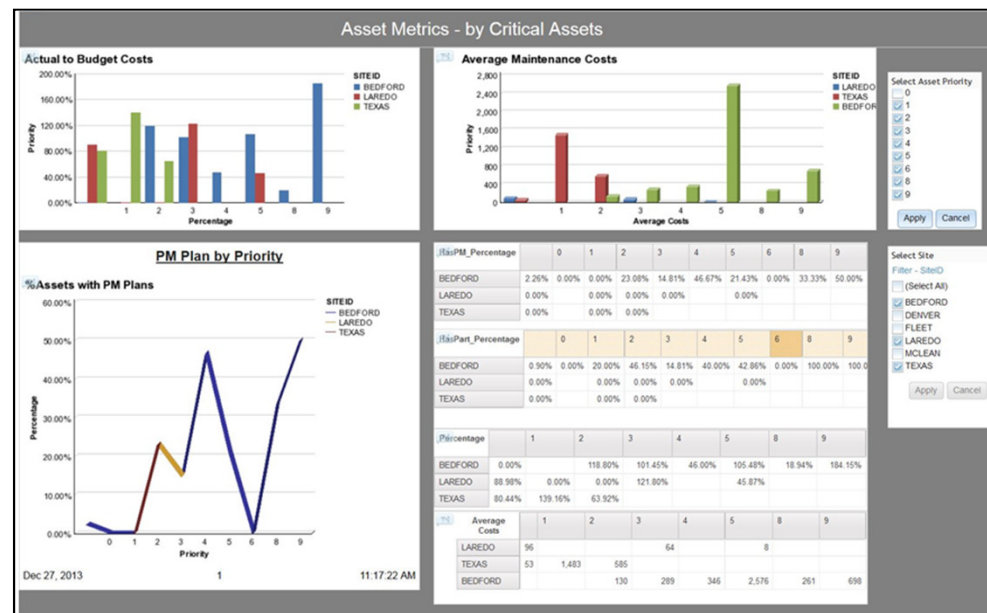 Asset Metrics - by Critical Assets
Actual to Budget Costs
200.00%
160.00%
120.00%
80.00%
40.00%
0.00%
Priority
1 2 3 4 5 8 9
Percentage
SITEID
BEDFORD
LAREDO
TEXAS
Average Maintenance Costs
2,800
2,400
2,000
1,600
1,200
800
400
0
Priority
1 2 3 4 5 8 9
Average Costs
SITEID
LAREDO
TEXAS
BEDFOR
Select Asset Priority
0
1
2
3
4
5
6
8
9
Apply Cancel
PM Plan by Priority
%Assets with PM Plans
60.00%
50.00%
40.00%
30.00%
20.00%
10.00%
0.00%
Percentage
0 1 2 3 4 5 6 8 9
Priority
SITEID
BEDFORD
LAREDO
TEXAS
Dec 27, 2013 1 11:17:22 AM
HasPM_Percentage 0 1 2 3 4 5 6 8 9
BEDFORD 2.26% 0.00% 0.00% 23.08% 14.81% 46.67% 21.43% 0.00% 33.33% 50.00%
LAREDO 0.00% 0.00% 0.00% 0.00% 0.00%
TEXAS 0.00% 0.00% 0.00%
HasPart_Percentage 0 1 2 3 4 5 6 8 9
BEDFORD 0.90% 0.00% 20.00% 46.15% 14.81% 40.00% 42.86% 0.00% 100.00% 100.0
LAREDO 0.00% 0.00% 0.00% 0.00% 0.00%
TEXAS 0.00% 0.00% 0.00%
Percentage 1 2 3 4 5 8 9
BEDFORD 0.00% 118.80% 101.45% 46.00% 105.48% 18.94% 184.15%
LAREDO 88.98% 0.00% 0.00% 121.80% 45.87%
TEXAS 80.44% 139.16% 63.92%
Average
Costs
1 2 3 4 5 8 9
LAREDO 96 64 8
TEXAS 53 1,483 585
BEDFORD 130 289 346 2,576 261 698
Select Site
Filter - SiteID
(Select All)
BEDFORD
DENVER
FLEET
LAREDO
MCLEAN
TEXAS
Apply Cancel